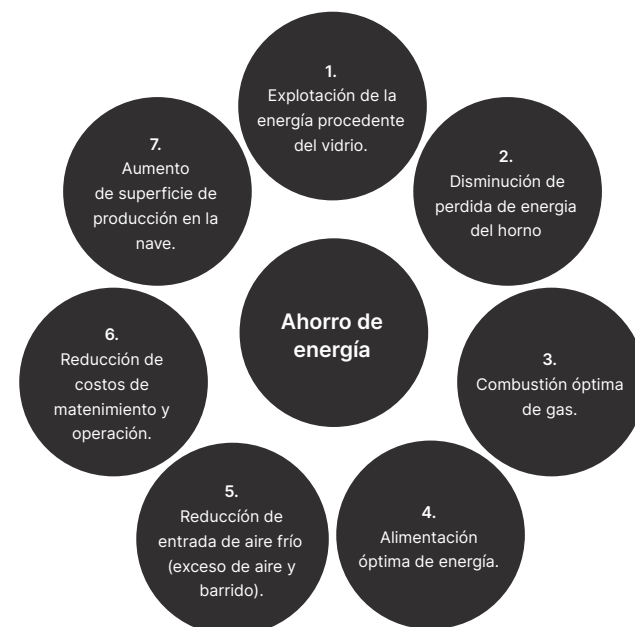 1.
Explotación de la
energía procedente
del vidrio.
2.
Disminución de
perdida de energia
del horno
3.
Combustión óptima
de gas.
4.
Alimentación
óptima de energía.
5.
Reduccíón de
entrada de aire frío
(exceso de aire y
barrido).
6.
Reducción de
costos de
matenimiento y
operación.
7.
Aumento
de superficie de
producción en la
nave.
Ahorro de
energía